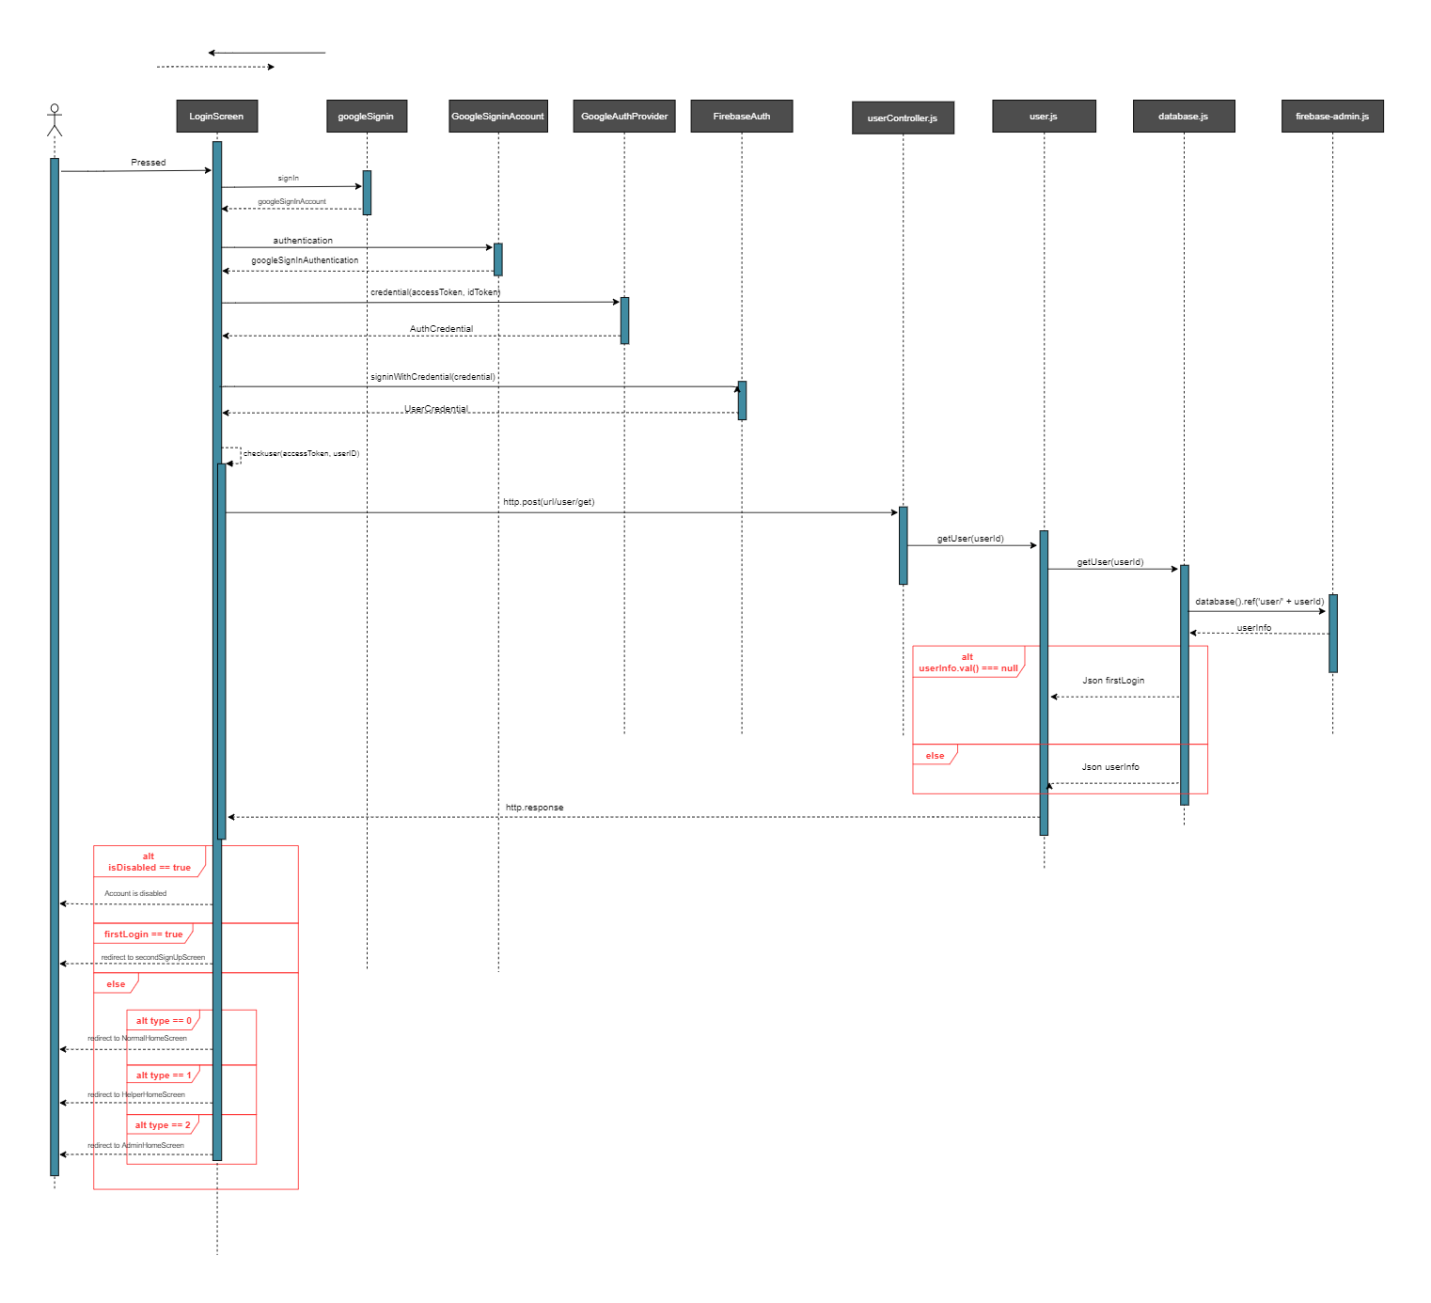 LoginScreen
googleSignin
GoogleSigninAccount
GoogleAuthProvider
FirebaseAuth
userController.js
user.js
database.js
firebase-admin.js
Pressed
signIn
googleSignInAccount
authentication
googleSignInAuthentication
credential(accessToken, idToken)
AuthCredential
signinWithCredential(credential)
UserCredential
checkuser(accessToken, userID)
http.post(url/user/get)
getUser(userId)
getUser(userId)
database().ref('user/' + userId)
userInfo
alt
userInfo.val() === null
Json firstLogin
else
Json userInfo
http.response
alt
isDisabled == true
Account is disabled
firstLogin == true
redirect to secondSignUpScreen
else
alt type == 0
redirect to NormalHomeScreen
alt type == 1
redirect to HelperHomeScreen
alt type == 2
redirect to AdminHomeScreen